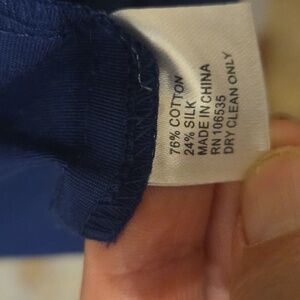 76% COTTON
24% SILK
MADE IN CHINA
RN 106535
DRY CLEAN ONLY